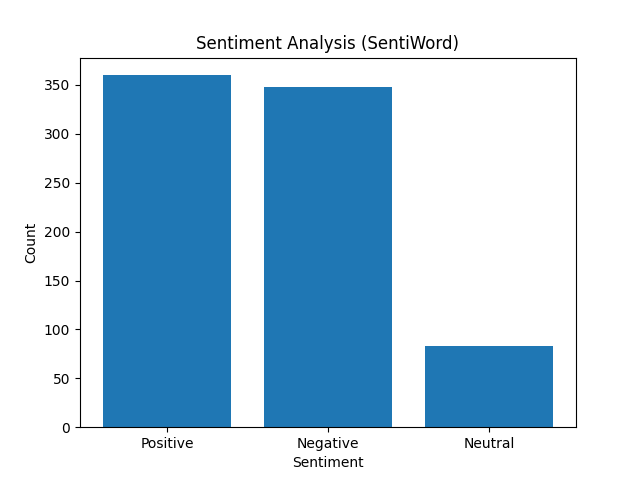 Sentiment Analysis (SentiWord)
350
300
250
200
150
100
50
0
Count
Positive Negative Neutral
Sentiment